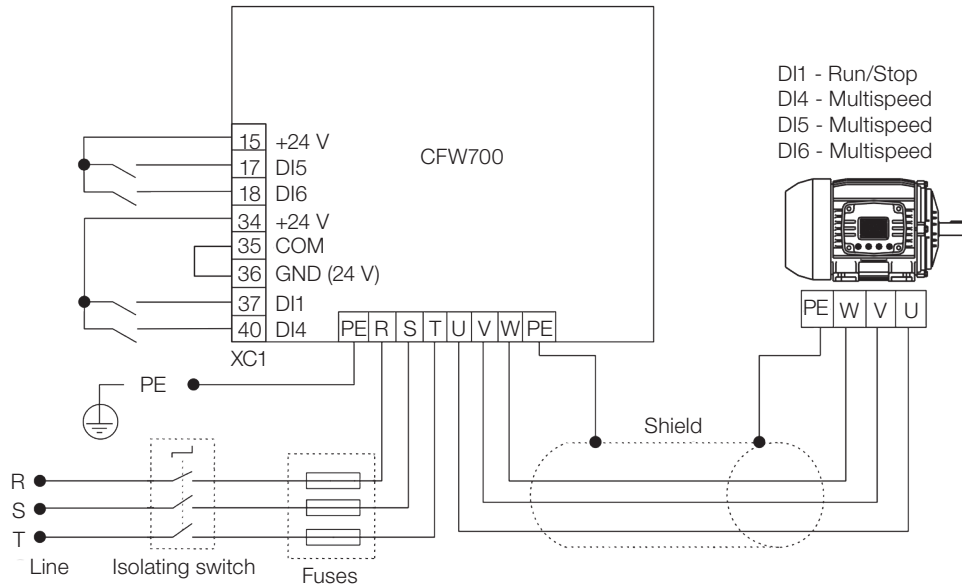 DI1 - Run/Stop
DI4 - Multispeed
DI5 - Multispeed
DI6 - Multispeed
CFW700
15 +24 V
17 DI5
18 DI6
34 +24 V
35 COM
36 GND (24 V)
37 DI1
40 DI4
XC1
PE R S T U V W PE
PE W V U
PE
Shield
R
S
T
Line
Isolating switch
Fuses